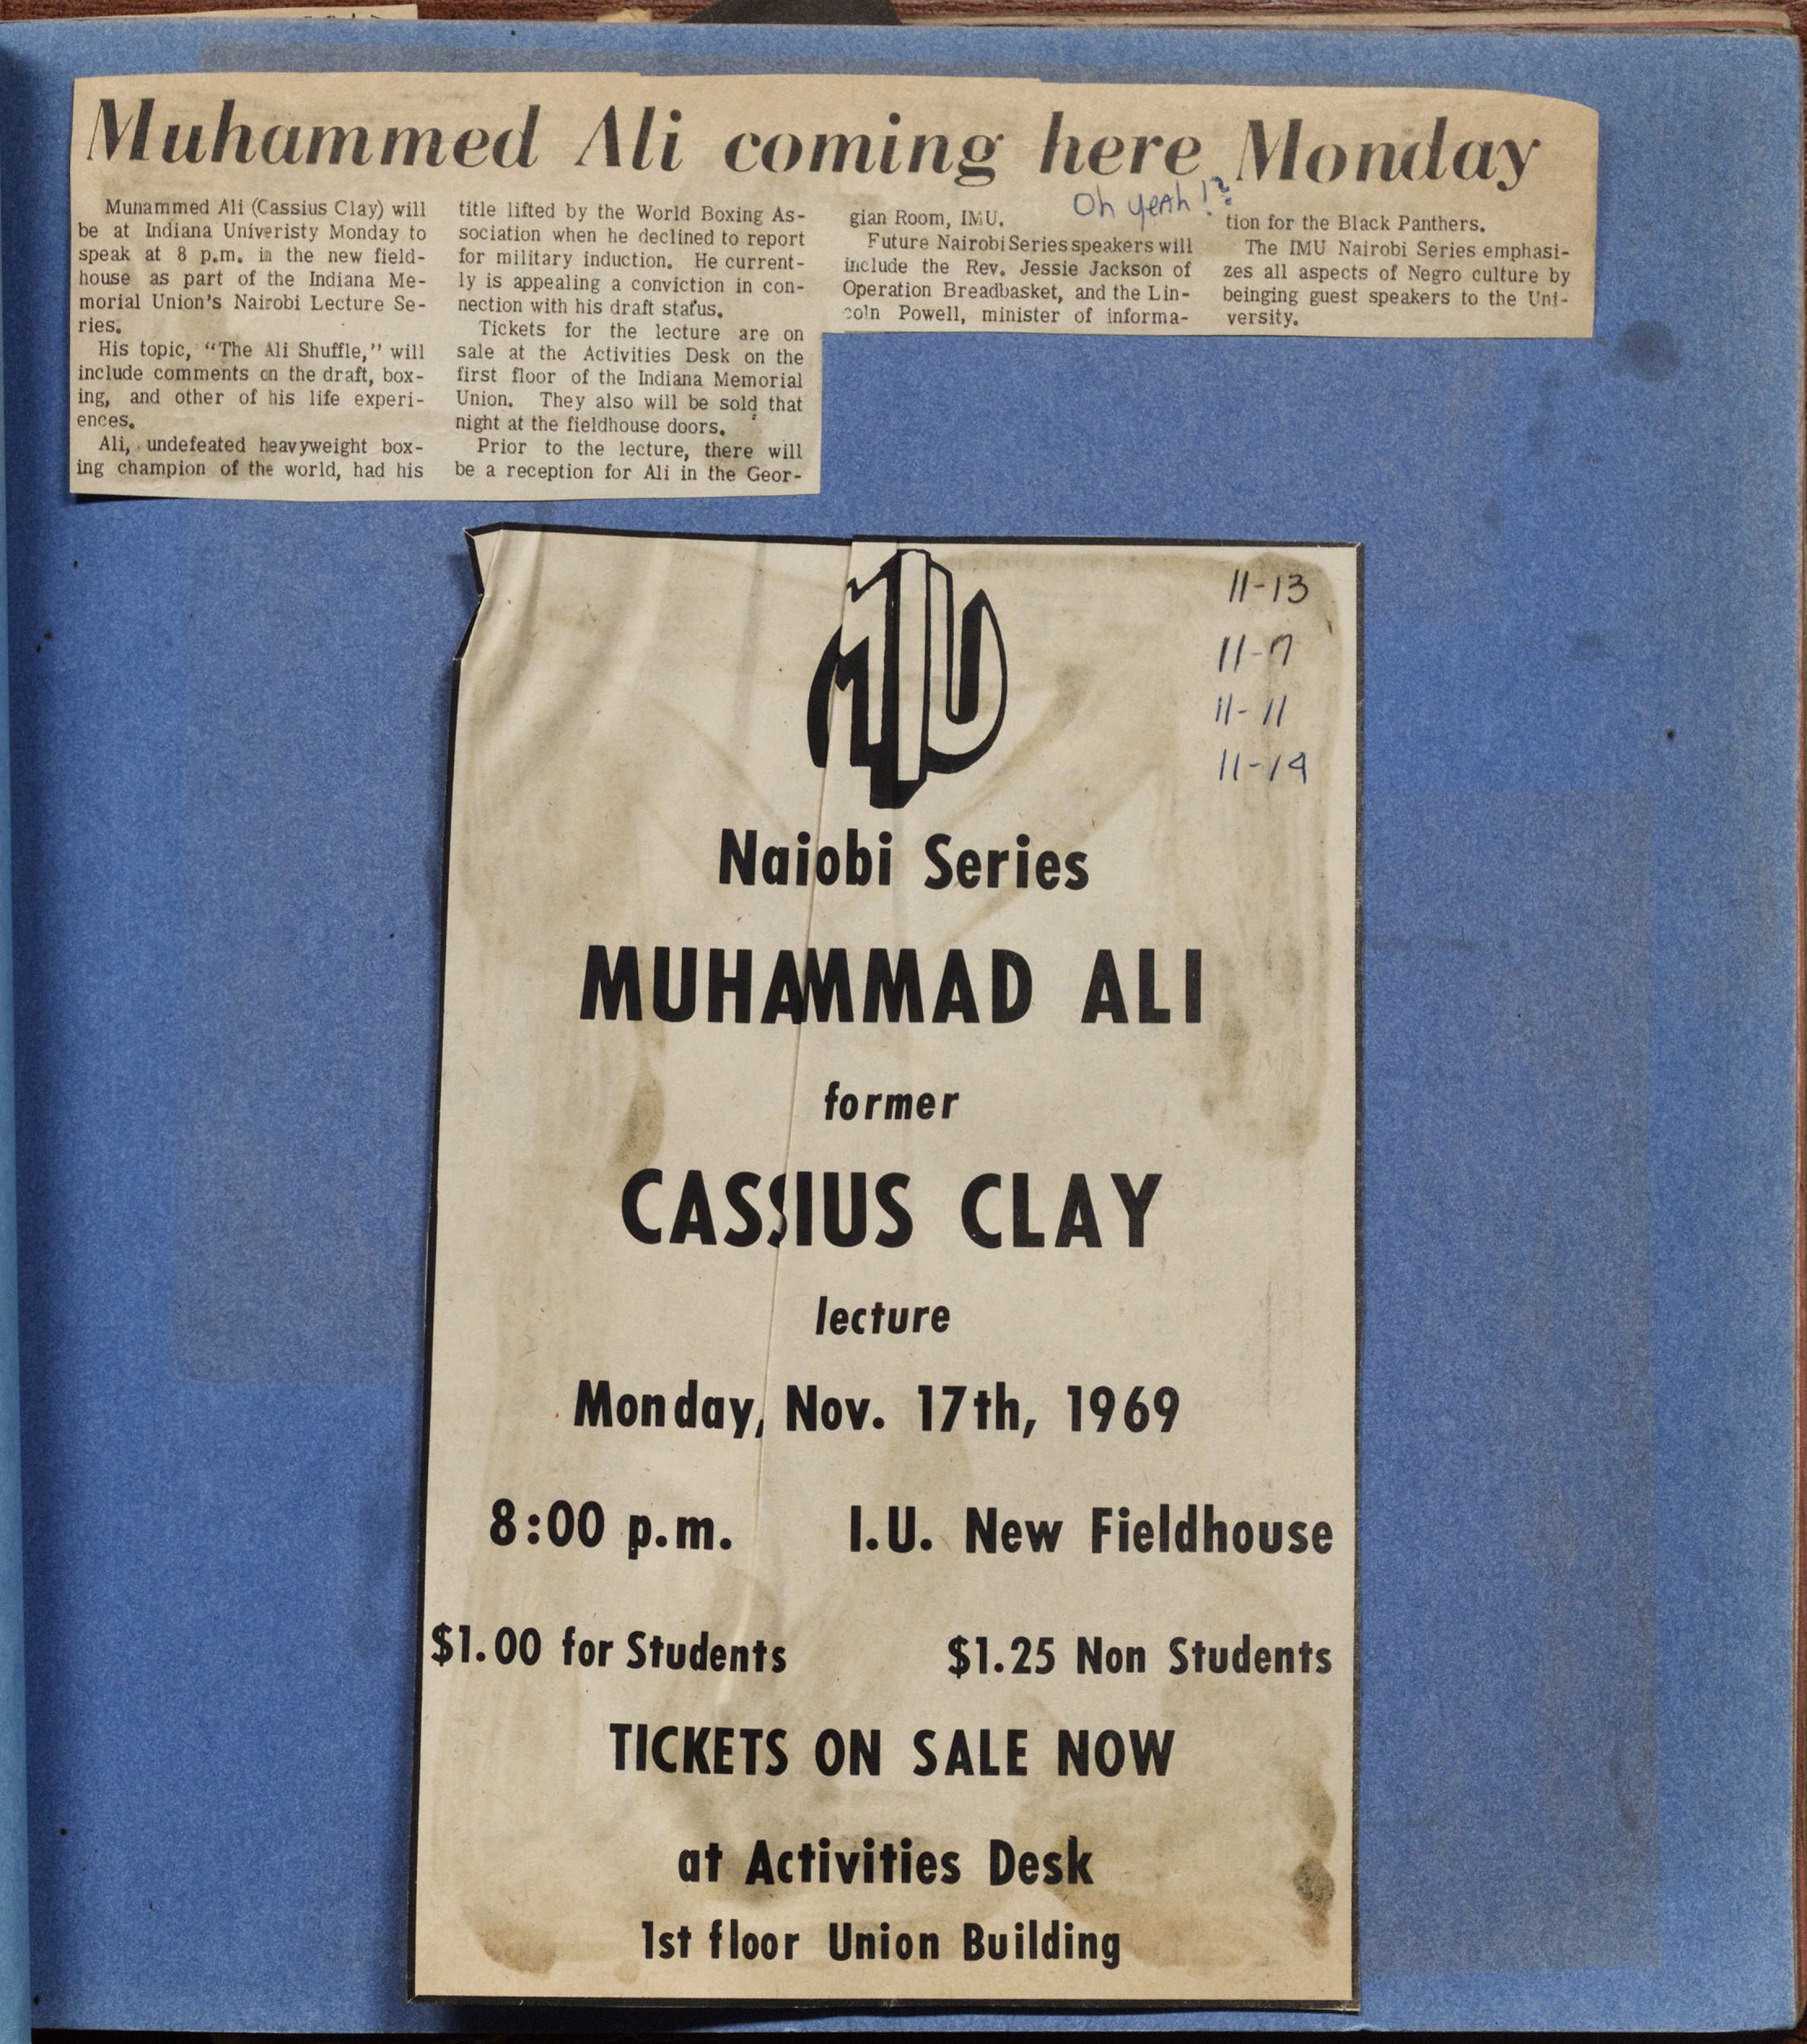 Muhammed Ali coming here Monday
Oh yeah!?
Muhammed Ali (Cassius Clay) will
be at Indiana Univeristy Monday to
speak at 8 p.m. in the new field-
house as part of the Indiana Me-
morial Union's Nairobi Lecture Se-
ries.
His topic, "The Ali Shuffle," will
include comments on the draft, box-
ing, and other of his life experi-
ences.
Ali, undefeated heavyweight box-
ing champion of the world, had his
title lifted by the World Boxing As-
sociation when he declined to report
for military induction. He current-
ly is appealing a conviction in con-
nection with his draft status.
Tickets for the lecture are on
sale at the Activities Desk on the
first floor of the Indiana Memorial
Union. They also will be sold that
night at the fieldhouse doors.
Prior to the lecture, there will
be a reception for Ali in the Geor-
gian Room, IMU.
Future Nairobi Series speakers will
include the Rev. Jessie Jackson of
Operation Breadbasket, and the Lin-
coln Powell, minister of informa-
tion for the Black Panthers.
The IMU Nairobi Series emphasi-
zes all aspects of Negro culture by
beinging guest speakers to the Uni-
versity.
11-13
11-7
11-11
11-14
IMU
Naiobi Series
MUHAMMAD ALI
former
CASSIUS CLAY
lecture
Monday, Nov. 17th, 1969
8:00 p.m. I.U. New Fieldhouse
$1.00 for Students $1.25 Non Students
TICKETS ON SALE NOW
at Activities Desk
1st floor Union Building